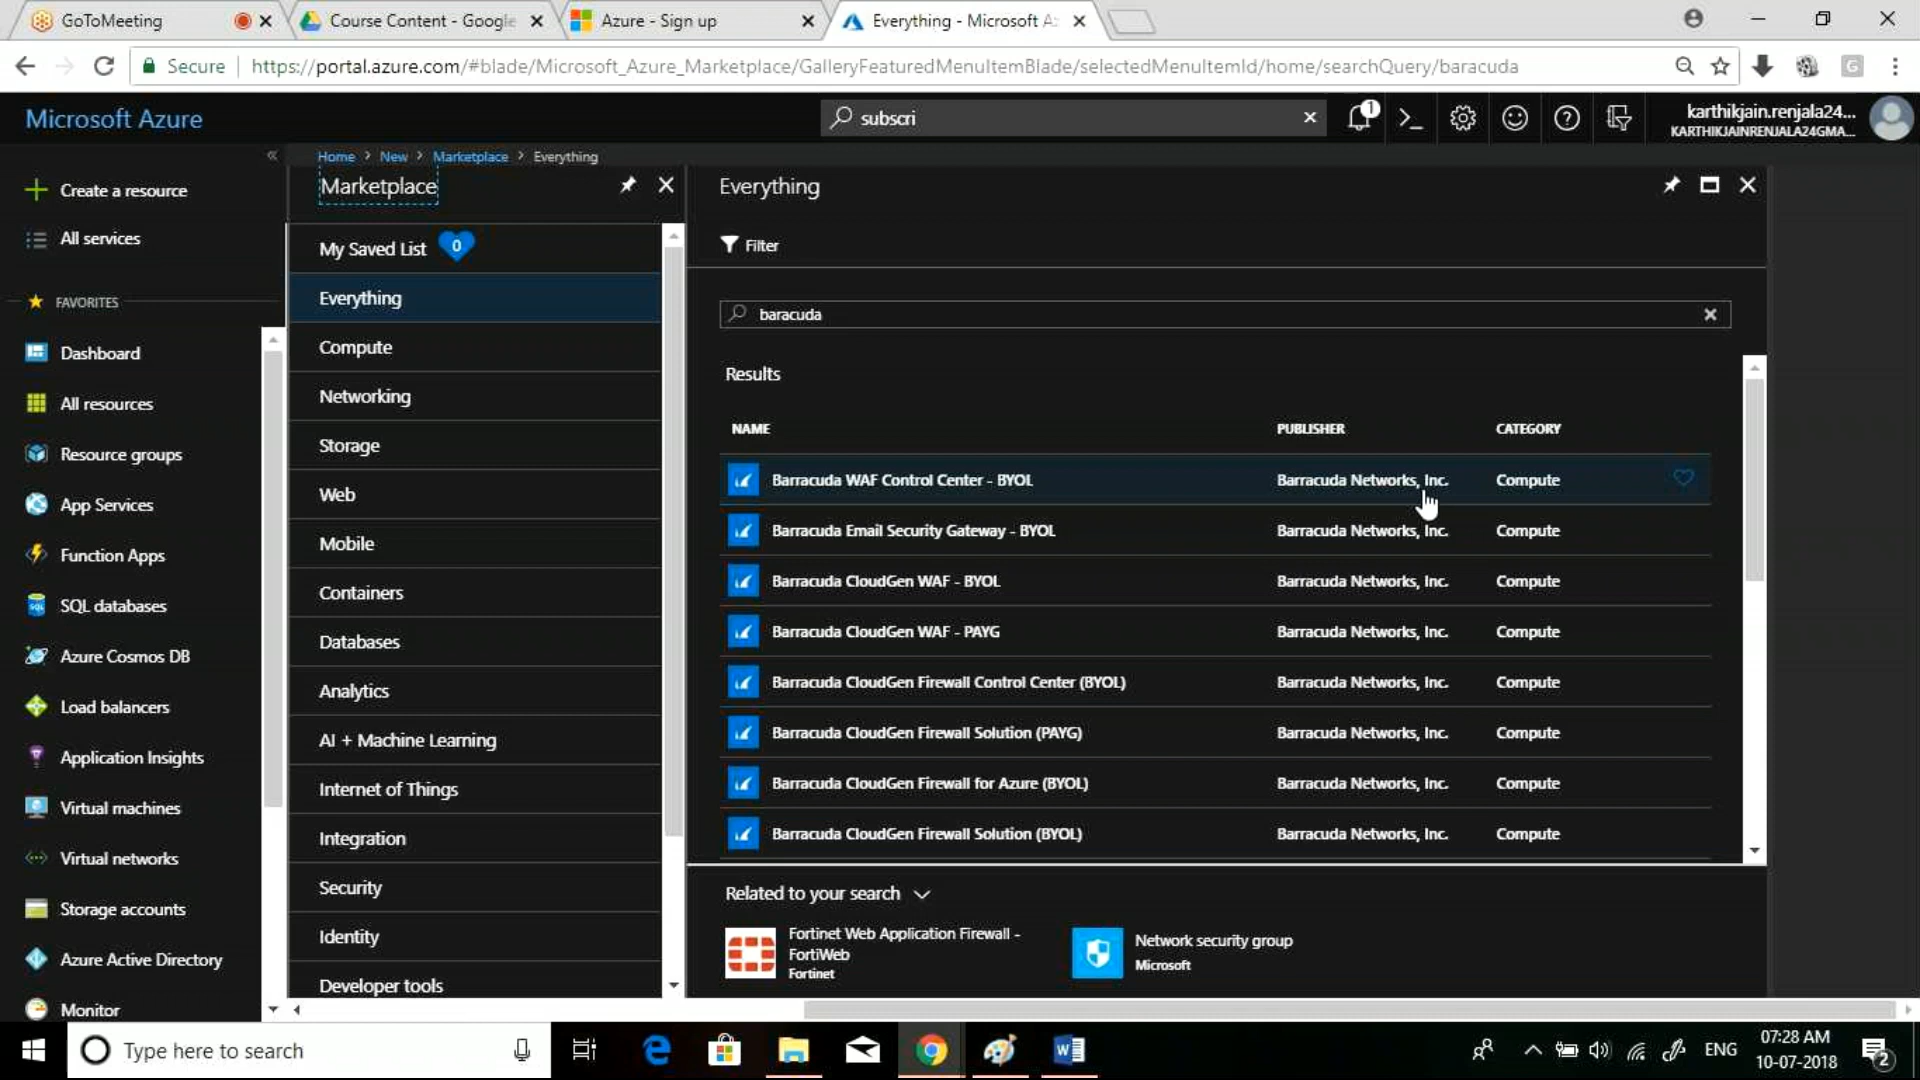 GoToMeeting
Course Content - Google
Azure - Sign up
Everything - Microsoft Az
Secure
https://portal.azure.com/#blade/Microsoft_Azure_Marketplace/GalleryFeaturedMenuItemBlade/selectedMenuItemId/home/searchQuery/baracuda
G
Microsoft Azure
subscri
1
karthikjain.renjala24...
KARTHIKJAINRENJALA24GMA...
Home > New > Marketplace > Everything
Create a resource
All services
FAVORITES
Dashboard
All resources
Resource groups
App Services
Function Apps
SQL databases
Azure Cosmos DB
Load balancers
Application Insights
Virtual machines
Virtual networks
Storage accounts
Azure Active Directory
Monitor
Marketplace
My Saved List 0
Everything
Compute
Networking
Storage
Web
Mobile
Containers
Databases
Analytics
AI + Machine Learning
Internet of Things
Integration
Security
Identity
Developer tools
Everything
Filter
baracuda
Results
NAME PUBLISHER CATEGORY
Barracuda WAF Control Center - BYOL Barracuda Networks, Inc. Compute
Barracuda Email Security Gateway - BYOL Barracuda Networks, Inc. Compute
Barracuda CloudGen WAF - BYOL Barracuda Networks, Inc. Compute
Barracuda CloudGen WAF - PAYG Barracuda Networks, Inc. Compute
Barracuda CloudGen Firewall Control Center (BYOL) Barracuda Networks, Inc. Compute
Barracuda CloudGen Firewall Solution (PAYG) Barracuda Networks, Inc. Compute
Barracuda CloudGen Firewall for Azure (BYOL) Barracuda Networks, Inc. Compute
Barracuda CloudGen Firewall Solution (BYOL) Barracuda Networks, Inc. Compute
Related to your search
Fortinet Web Application Firewall -
FortiWeb
Fortinet
Network security group
Microsoft
Type here to search
ENG
07:28 AM
10-07-2018
2